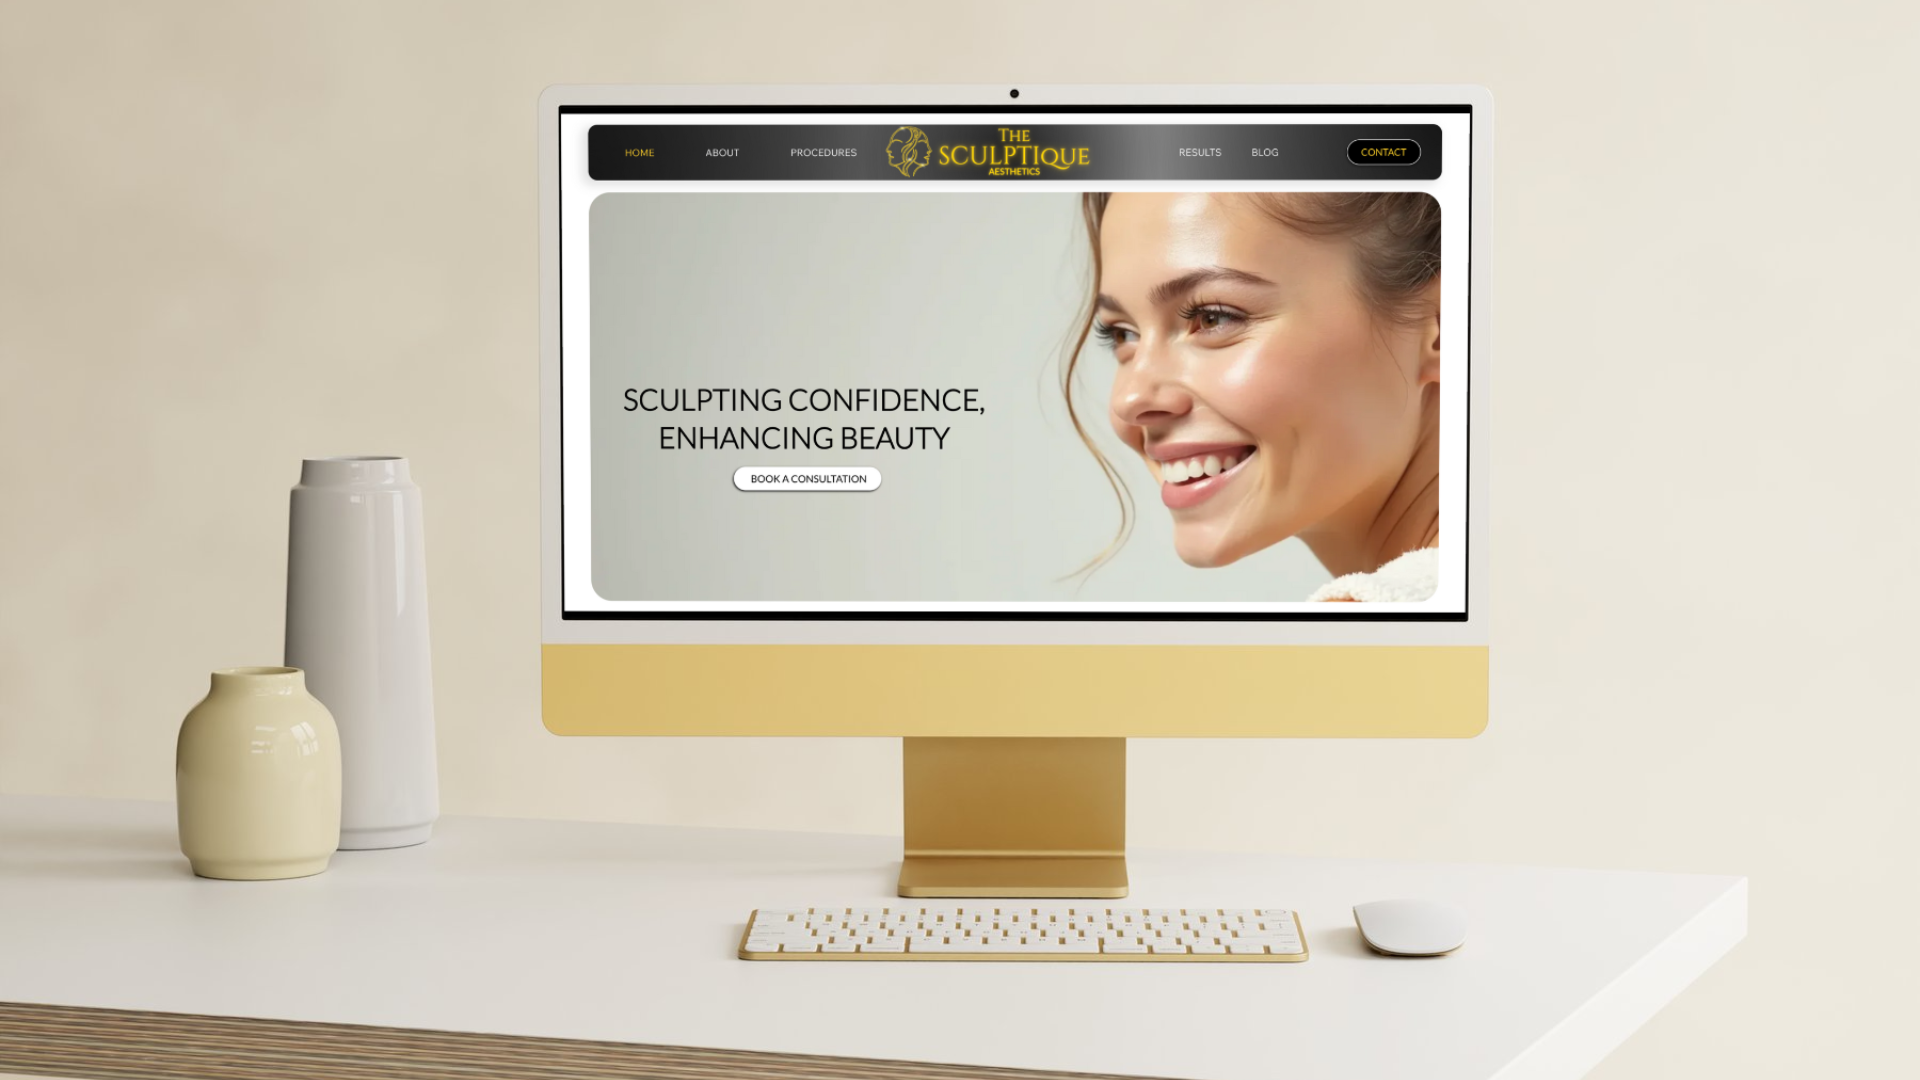 HOME
ABOUT
PROCEDURES
THE
SCULPTIQUE
AESTHETICS
RESULTS
BLOG
CONTACT
SCULPTING CONFIDENCE,
ENHANCING BEAUTY
BOOK A CONSULTATION